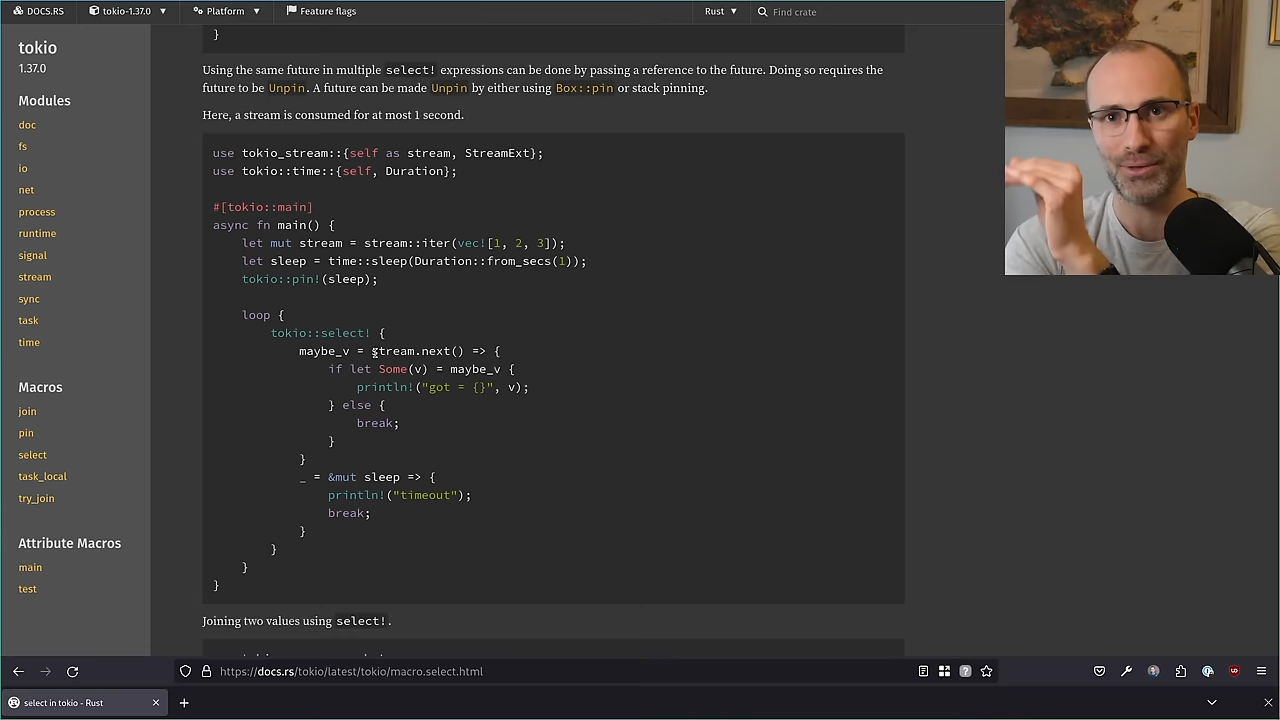 DOCS.RS
tokio-1.37.0
Platform
Feature flags
Rust
Find crate
tokio
1.37.0
Modules
doc
fs
io
net
process
runtime
signal
stream
sync
task
time
Macros
join
pin
select
task_local
try_join
Attribute Macros
main
test
}
Using the same future in multiple select! expressions can be done by passing a reference to the future. Doing so requires the
future to be Unpin. A future can be made Unpin by either using Box::pin or stack pinning.
Here, a stream is consumed for at most 1 second.
use tokio_stream::{self as stream, StreamExt};
use tokio::time::{self, Duration};
#[tokio::main]
async fn main() {
    let mut stream = stream::iter(vec![1, 2, 3]);
    let sleep = time::sleep(Duration::from_secs(1));
    tokio::pin!(sleep);
    loop {
        tokio::select! {
            maybe_v = stream.next() => {
                if let Some(v) = maybe_v {
                    println!("got = {}", v);
                } else {
                    break;
                }
            }
            _ = &mut sleep => {
                println!("timeout");
                break;
            }
        }
    }
}
Joining two values using select!.
https://docs.rs/tokio/latest/tokio/macro.select.html
select in tokio - Rust